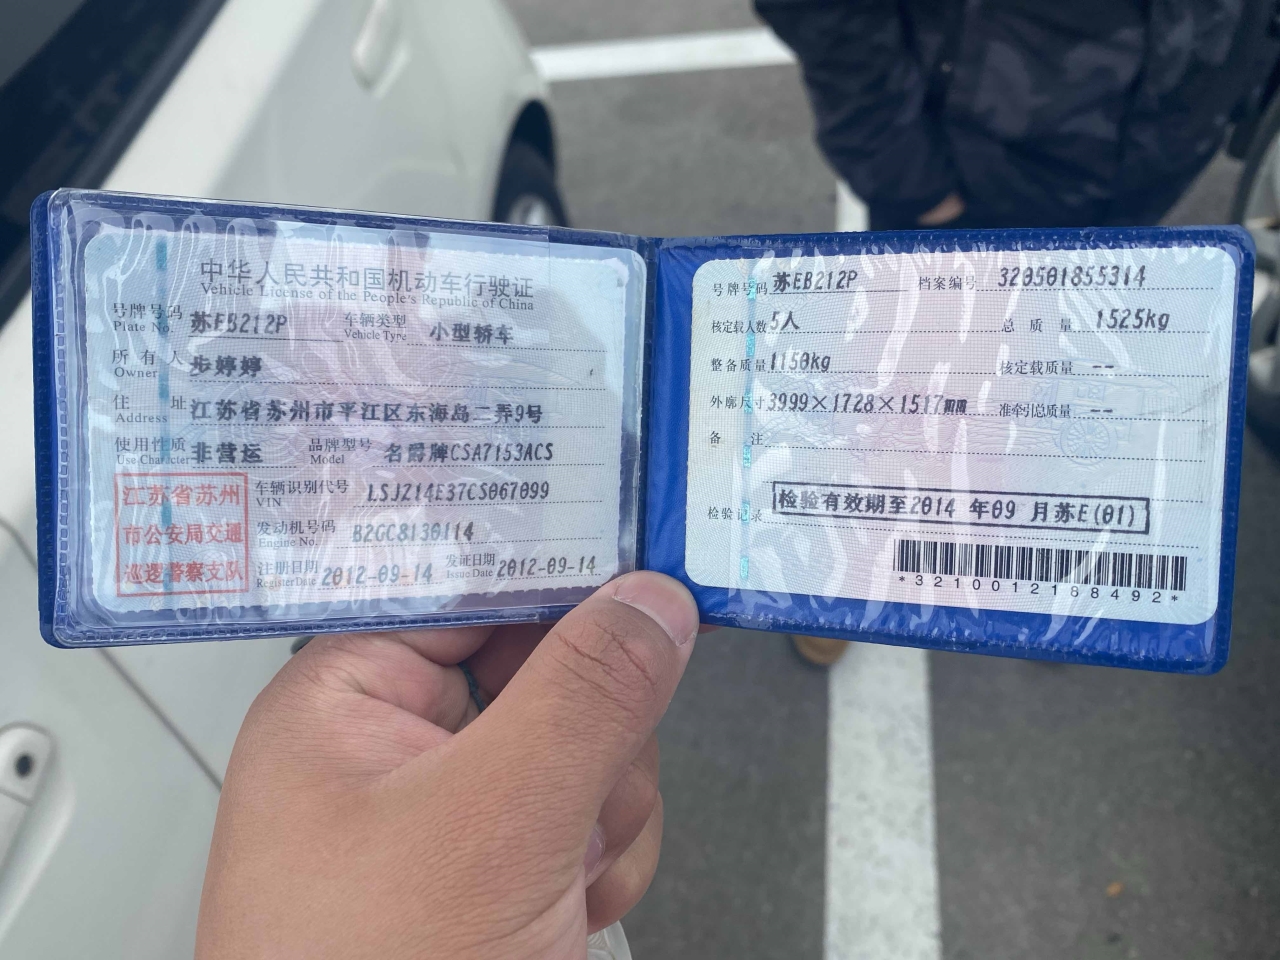 中华人民共和国机动车行驶证
Vehicle License of the People's Republic of China
号牌号码 苏EB212P 车辆类型 小型轿车
Plate No. Vehicle Type
所有人 步婷婷
Owner
住址 江苏省苏州市平江区东海岛二弄9号
Address
使用性质 非营运 品牌型号 名爵牌CSA7153ACS
Use Character Model
江苏省苏州
市公安局交通
巡逻警察支队
车辆识别代号 LSJZ14E37CS067099
VIN
发动机号码 B2GC8130114
Engine No.
注册日期 2012-09-14 发证日期 2012-09-14
Register Date Issue Date
号牌号码 苏EB212P 档案编号 320501855314
核定载人数 5人 总质量 1525kg
整备质量 1150kg 核定载质量 --
外廓尺寸 3999×1728×1517mm 准牵引总质量 --
备注
检验记录 检验有效期至2014年09月苏E(01)
*3210012188492*